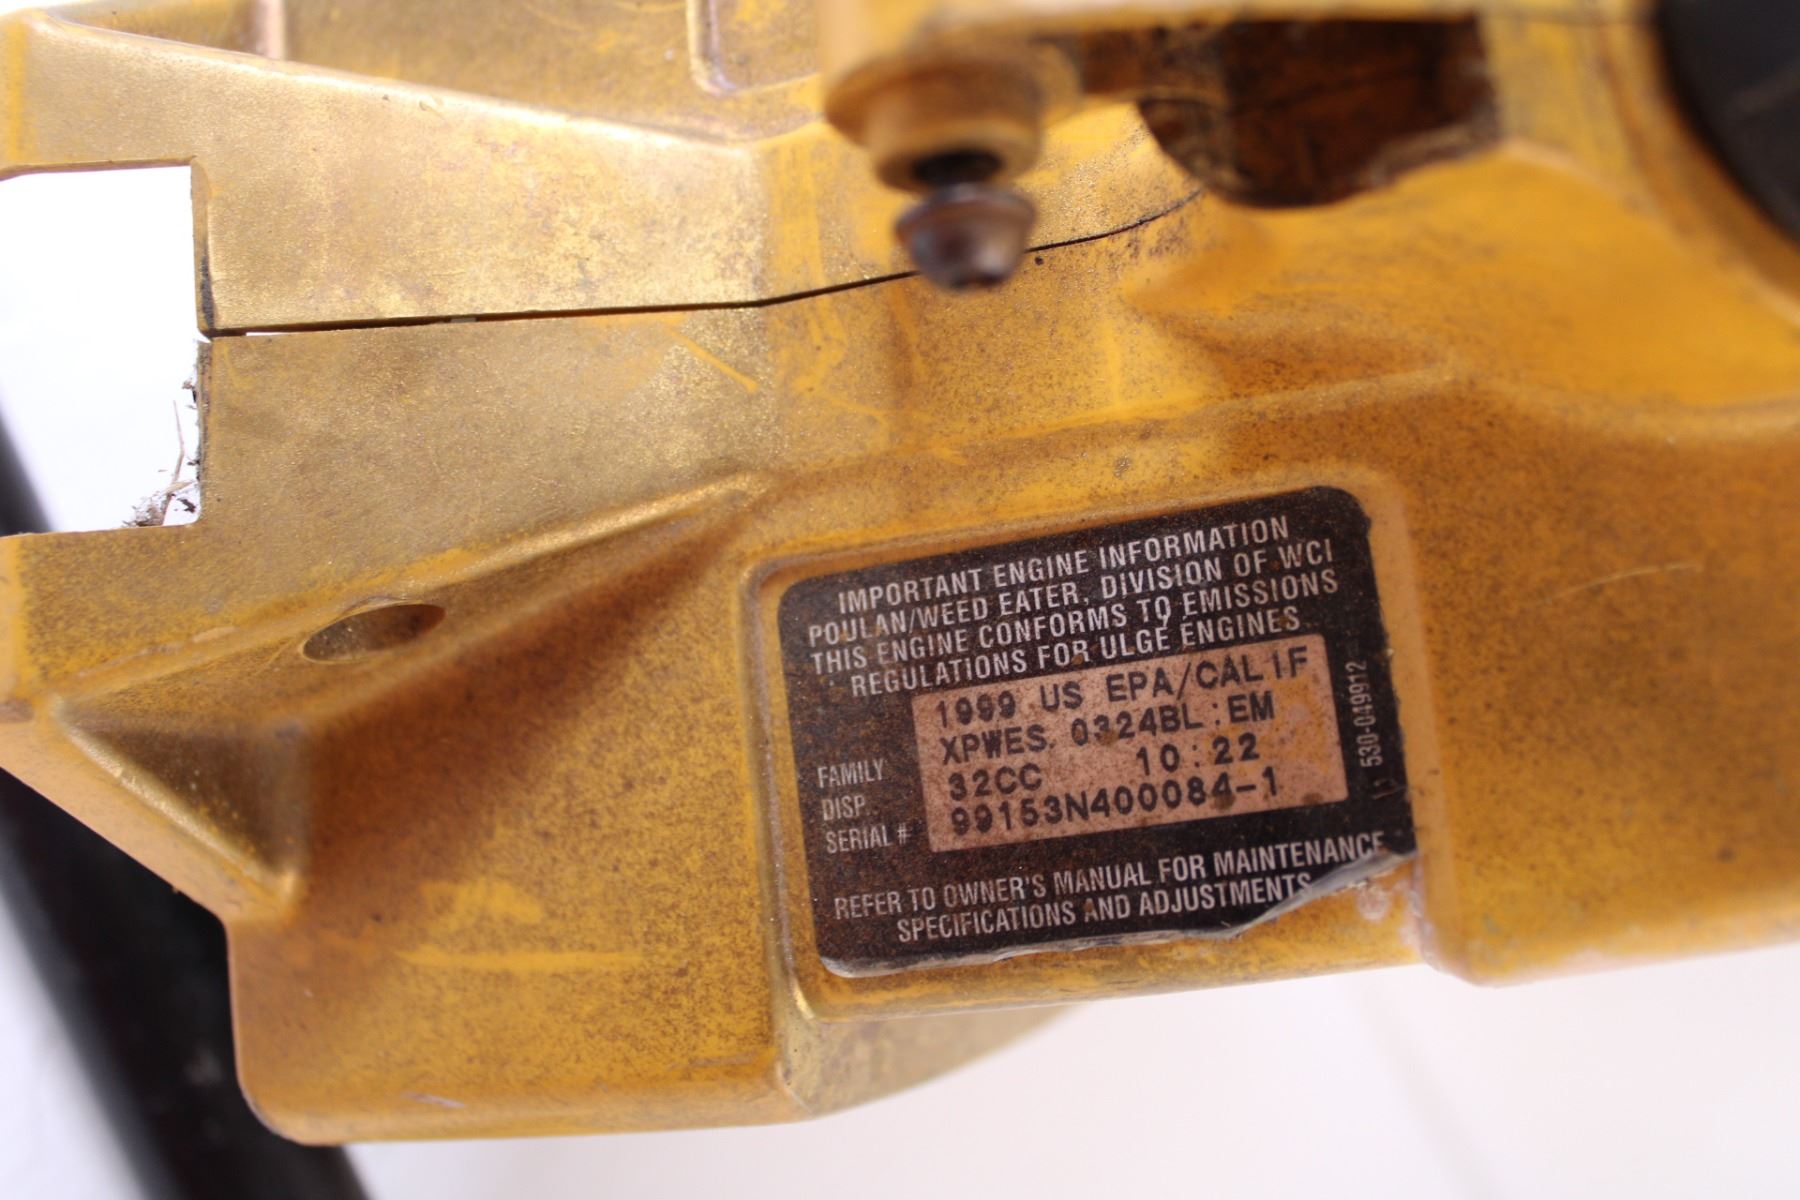 IMPORTANT ENGINE INFORMATION
POULAN/WEED EATER, DIVISION OF WCI
THIS ENGINE CONFORMS TO EMISSIONS
REGULATIONS FOR ULGE ENGINES
1999 US EPA/CALIF
FAMILY XPWES. 0324BL:EM
DISP. 32CC 10:22
SERIAL # 99153N400084-1
530-049912
REFER TO OWNER'S MANUAL FOR MAINTENANCE
SPECIFICATIONS AND ADJUSTMENTS